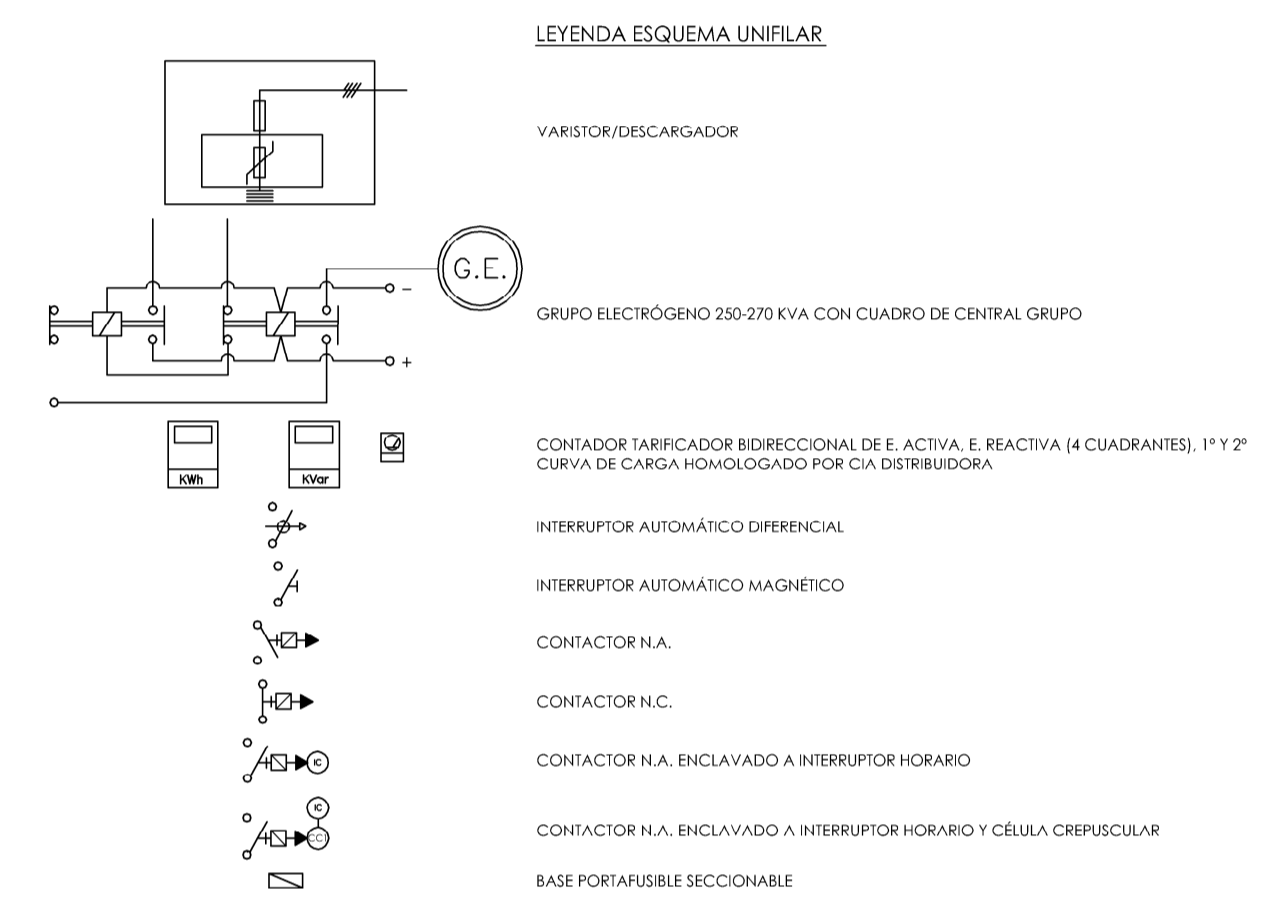 LEYENDA ESQUEMA UNIFILAR
VARISTOR/DESCARGADOR
G.E.
-
GRUPO ELECTRÓGENO 250-270 KVA CON CUADRO DE CENTRAL GRUPO
+
CONTADOR TARIFICADOR BIDIRECCIONAL DE E. ACTIVA, E. REACTIVA (4 CUADRANTES), 1º Y 2º
CURVA DE CARGA HOMOLOGADO POR CIA DISTRIBUIDORA
KWh
KVar
INTERRUPTOR AUTOMÁTICO DIFERENCIAL
INTERRUPTOR AUTOMÁTICO MAGNÉTICO
CONTACTOR N.A.
CONTACTOR N.C.
IC
CONTACTOR N.A. ENCLAVADO A INTERRUPTOR HORARIO
IC
CC1
CONTACTOR N.A. ENCLAVADO A INTERRUPTOR HORARIO Y CÉLULA CREPUSCULAR
BASE PORTAFUSIBLE SECCIONABLE